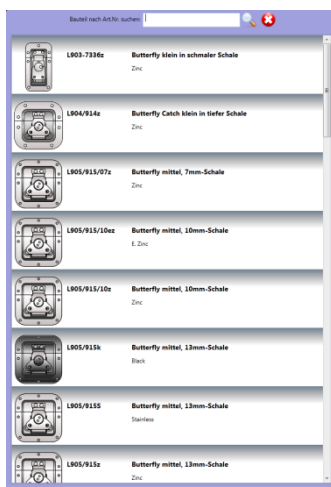 Bauteil nach Art.Nr. suchen:
L903-7336z Butterfly klein in schmaler Schale
Zinc
L904/914z Butterfly Catch klein in tiefer Schale
Zinc
L905/915/07z Butterfly mittel, 7mm-Schale
Zinc
L905/915/10ez Butterfly mittel, 10mm-Schale
E. Zinc
L905/915/10z Butterfly mittel, 10mm-Schale
Zinc
L905/915k Butterfly mittel, 13mm-Schale
Black
L905/915S Butterfly mittel, 13mm-Schale
Stainless
L905/915z Butterfly mittel, 13mm-Schale
Zinc